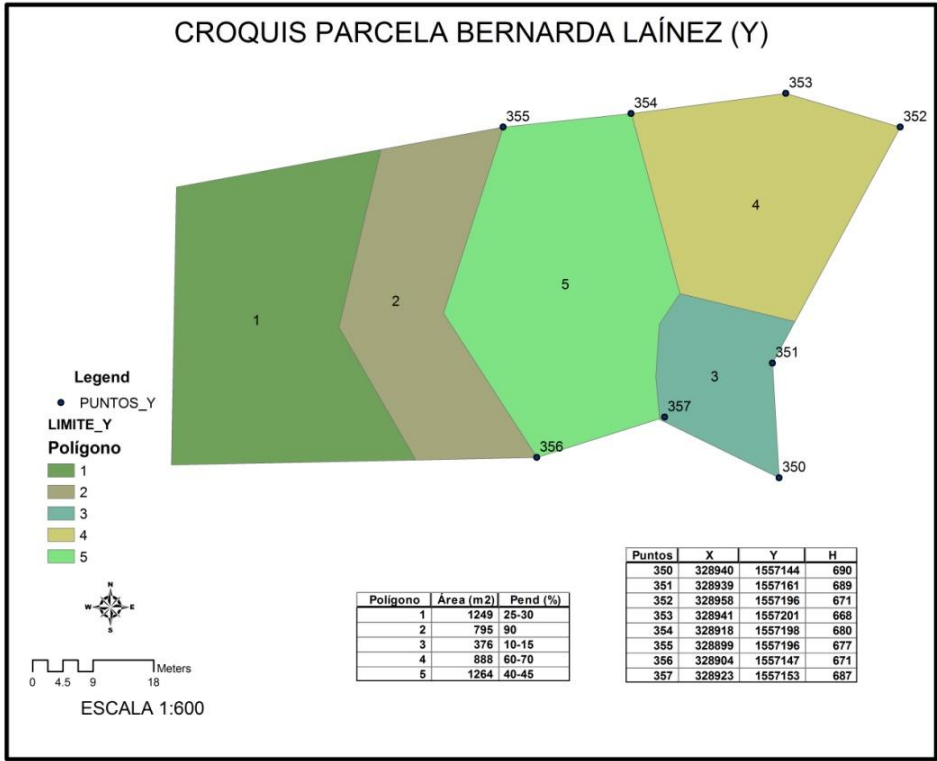 CROQUIS PARCELA BERNARDA LAÍNEZ (Y)
353
354
352
355
4
5
2
1
351
3
357
356
350
Legend
PUNTOS_Y
LIMITE_Y
Polígono
1
2
3
4
5
N
W E
S
Meters
0 4.5 9 18
ESCALA 1:600
Polígono Área (m2) Pend (%)
1 1249 25-30
2 795 90
3 376 10-15
4 888 60-70
5 1264 40-45
Puntos X Y H
350 328940 1557144 690
351 328939 1557161 689
352 328958 1557196 671
353 328941 1557201 668
354 328918 1557198 680
355 328899 1557196 677
356 328904 1557147 671
357 328923 1557153 687